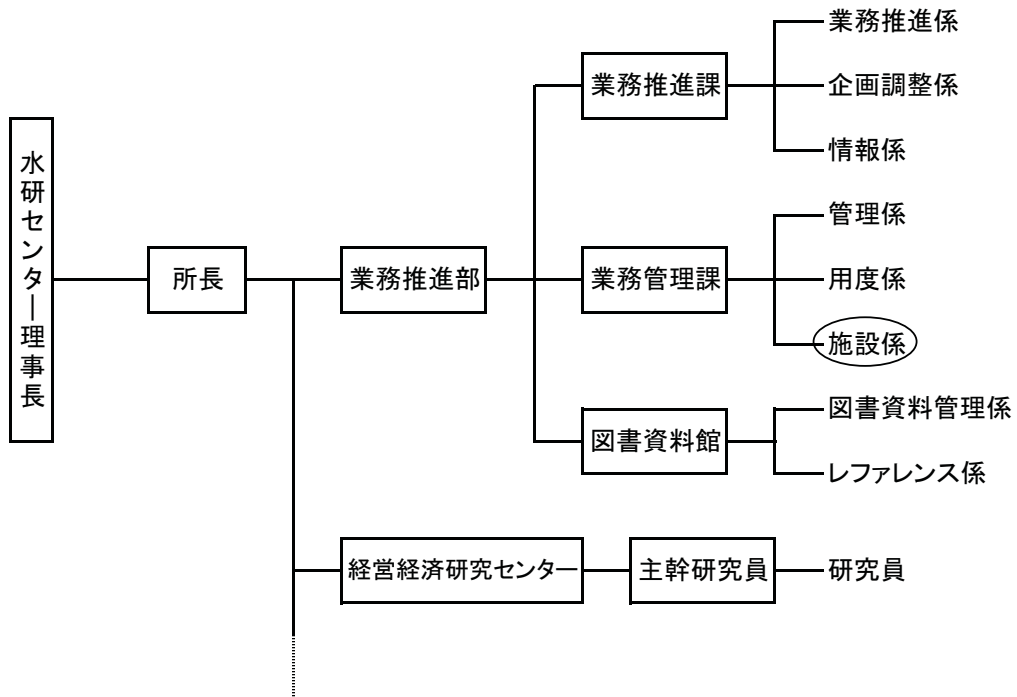 水研センター理事長
所長
業務推進部
業務推進課
業務推進係
企画調整係
情報係
業務管理課
管理係
用度係
施設係
図書資料館
図書資料管理係
レファレンス係
経営経済研究センター
主幹研究員
研究員